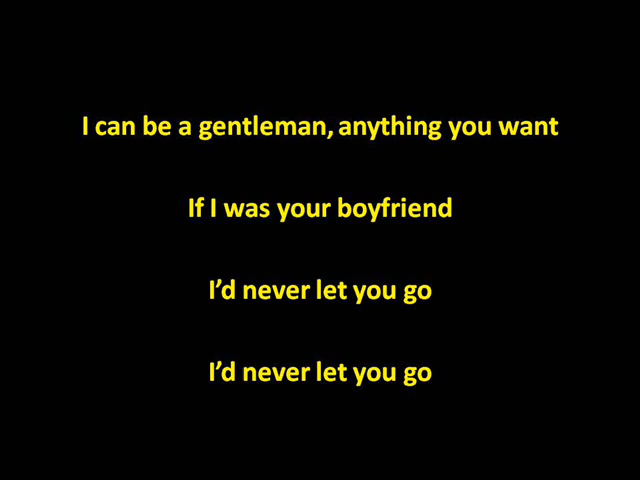 I can be a gentleman, anything you want
If I was your boyfriend
I’d never let you go
I’d never let you go